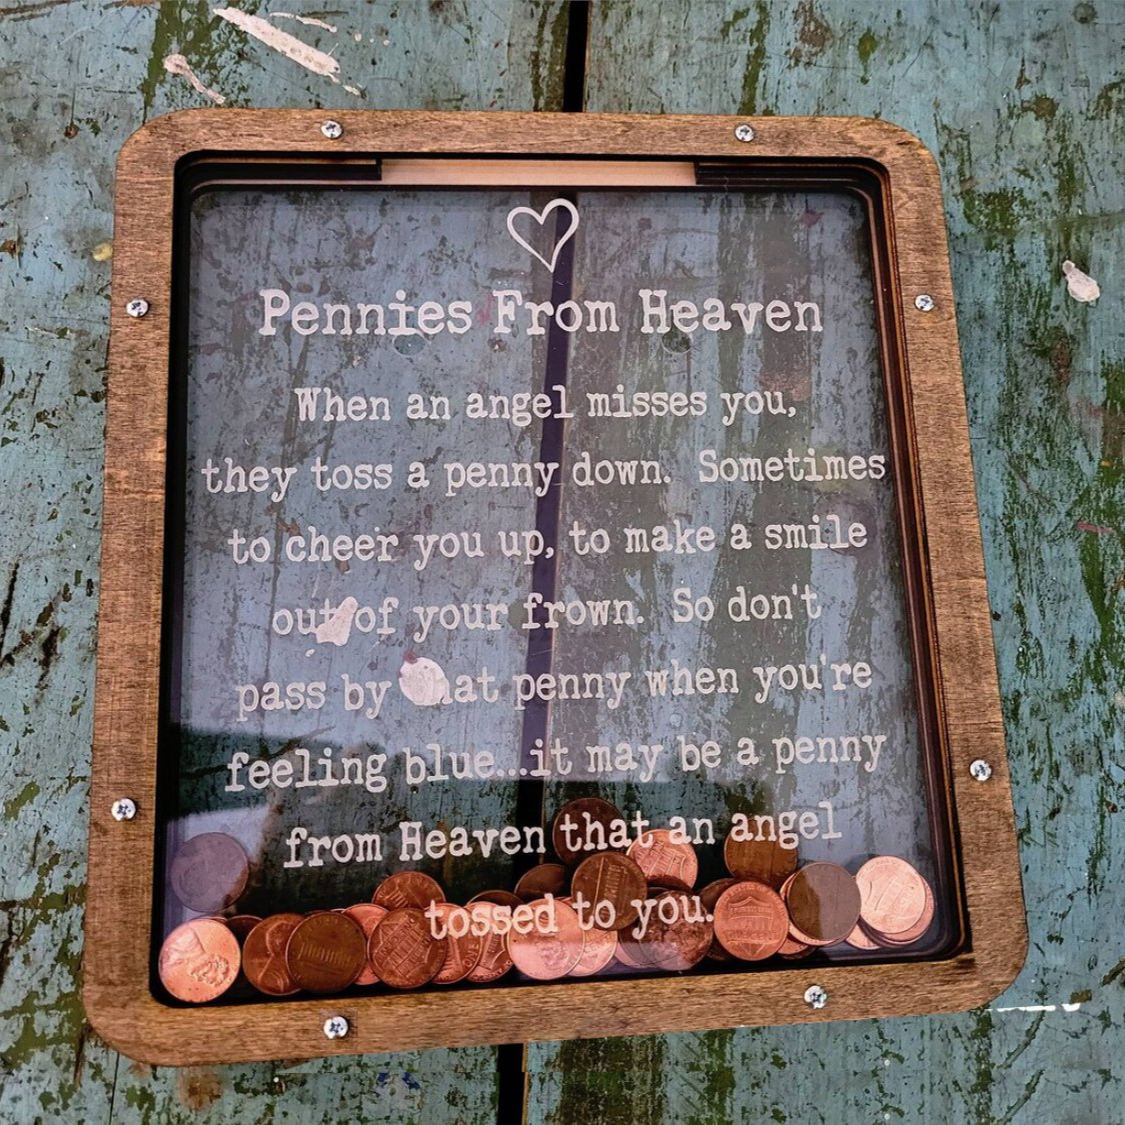 Pennies From Heaven
When an angel misses you,
they toss a penny down. Sometimes
to cheer you up, to make a smile
out of your frown. So don't
pass by that penny when you're
feeling blue...it may be a penny
from Heaven that an angel
tossed to you.